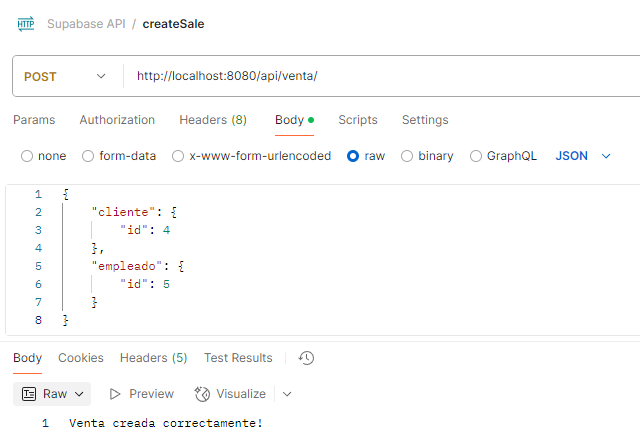 HTTP Supabase API / createSale
POST http://localhost:8080/api/venta/
Params Authorization Headers (8) Body Scripts Settings
none form-data x-www-form-urlencoded raw binary GraphQL JSON
1 {
2 "cliente": {
3 "id": 4
4 },
5 "empleado": {
6 "id": 5
7 }
8 }
Body Cookies Headers (5) Test Results
Raw Preview Visualize
1 Venta creada correctamente!